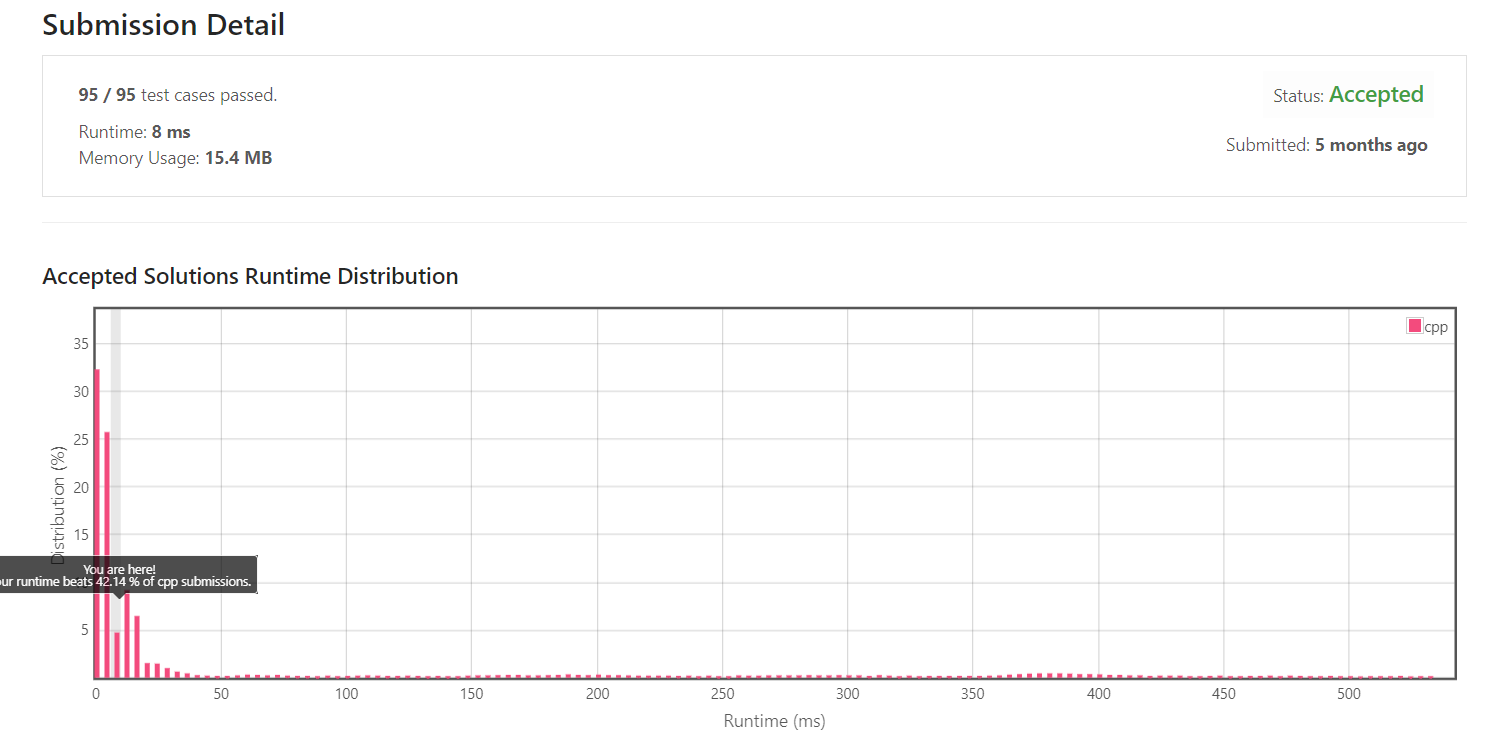 Submission Detail
95 / 95 test cases passed.
Status: Accepted
Runtime: 8 ms
Submitted: 5 months ago
Memory Usage: 15.4 MB
Accepted Solutions Runtime Distribution
cpp
35
30
25
20
15
5
Distribution (%)
You are here!
our runtime beats 42.14 % of cpp submissions.
0 50 100 150 200 250 300 350 400 450 500
Runtime (ms)